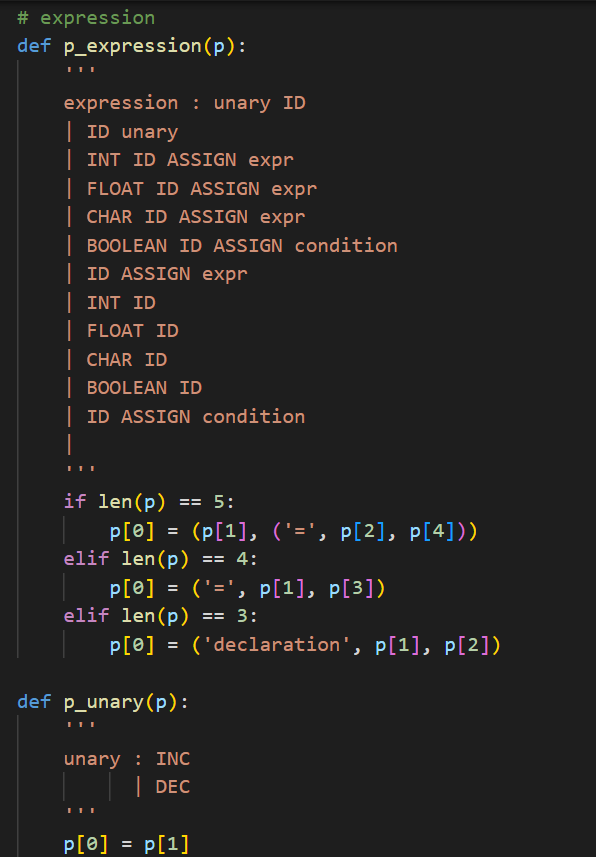 # expression
def p_expression(p):
    '''
    expression : unary ID
    | ID unary
    | INT ID ASSIGN expr
    | FLOAT ID ASSIGN expr
    | CHAR ID ASSIGN expr
    | BOOLEAN ID ASSIGN condition
    | ID ASSIGN expr
    | INT ID
    | FLOAT ID
    | CHAR ID
    | BOOLEAN ID
    | ID ASSIGN condition
    |
    '''
    if len(p) == 5:
        p[0] = (p[1], ('=', p[2], p[4]))
    elif len(p) == 4:
        p[0] = ('=', p[1], p[3])
    elif len(p) == 3:
        p[0] = ('declaration', p[1], p[2])

def p_unary(p):
    '''
    unary : INC
          | DEC
    '''
    p[0] = p[1]